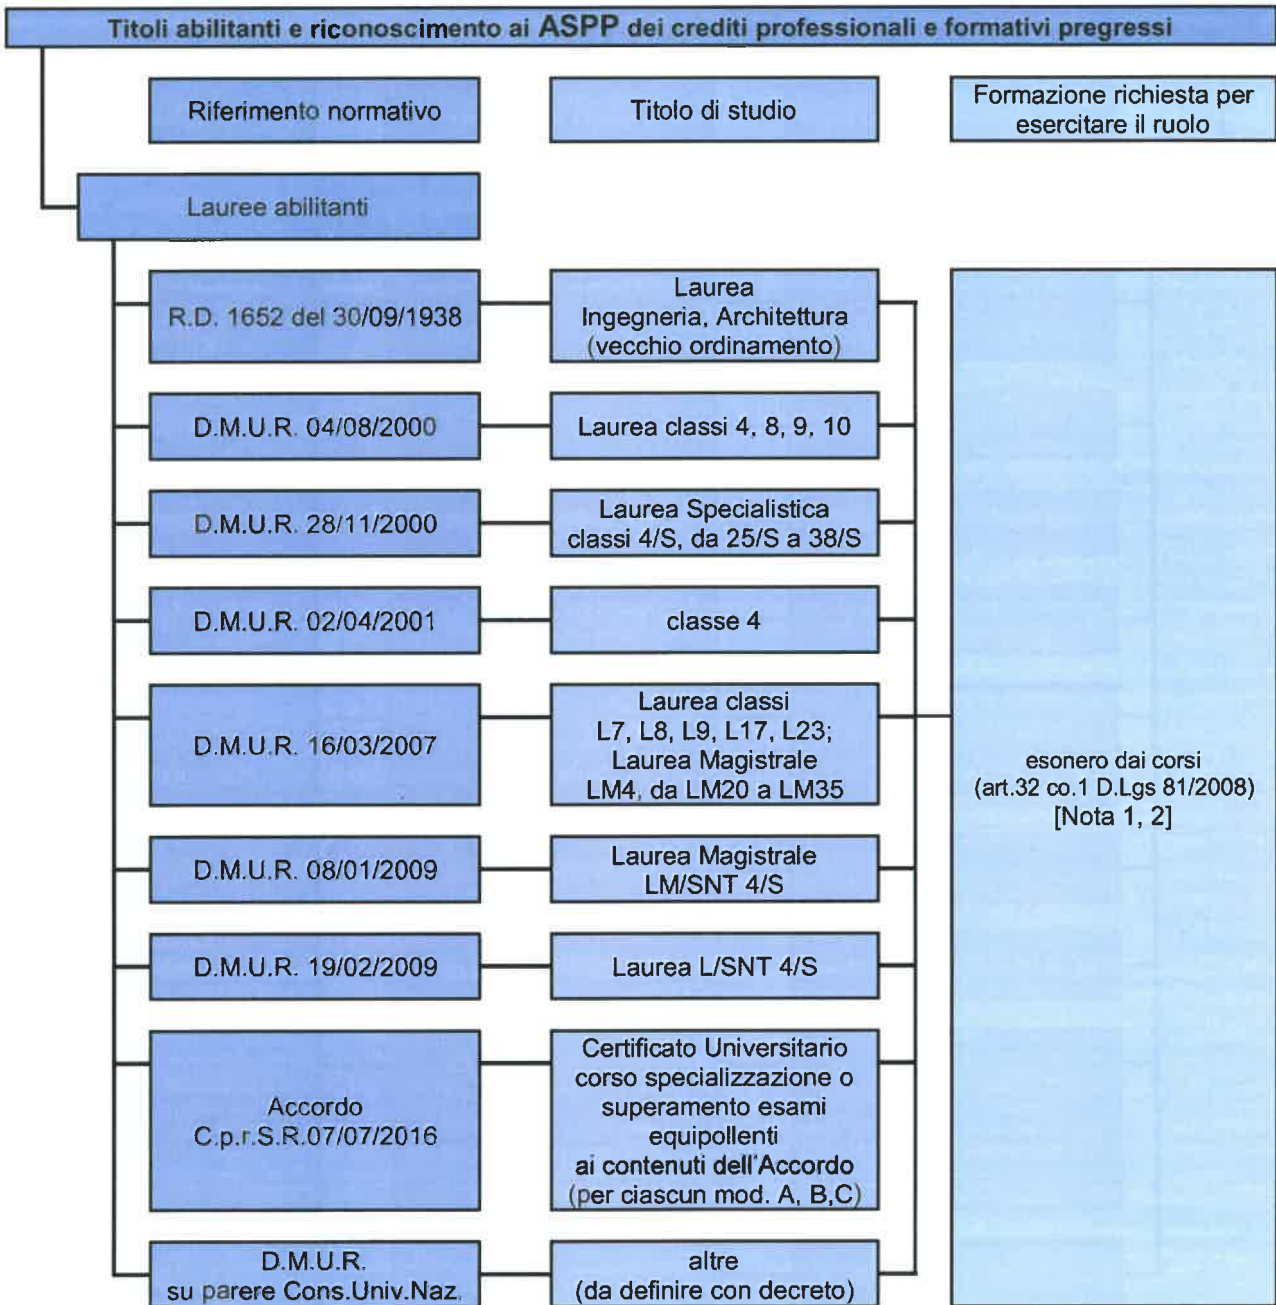 Titoli abilitanti e riconoscimento ai ASPP dei crediti professionali e formativi pregressi
Riferimento normativo
Titolo di studio
Formazione richiesta per
esercitare il ruolo
Lauree abilitanti
R.D. 1652 del 30/09/1938
Laurea
Ingegneria, Architettura
(vecchio ordinamento)
D.M.U.R. 04/08/2000
Laurea classi 4, 8, 9, 10
D.M.U.R. 28/11/2000
Laurea Specialistica
classi 4/S, da 25/S a 38/S
D.M.U.R. 02/04/2001
classe 4
D.M.U.R. 16/03/2007
Laurea classi
L7, L8, L9, L17, L23;
Laurea Magistrale
LM4, da LM20 a LM35
esonero dai corsi
(art.32 co.1 D.Lgs 81/2008)
[Nota 1, 2]
D.M.U.R. 08/01/2009
Laurea Magistrale
LM/SNT 4/S
D.M.U.R. 19/02/2009
Laurea L/SNT 4/S
Accordo
C.p.r.S.R.07/07/2016
Certificato Universitario
corso specializzazione o
superamento esami
equipollenti
ai contenuti dell'Accordo
(per ciascun mod. A, B,C)
D.M.U.R.
su parere Cons.Univ.Naz.
altre
(da definire con decreto)